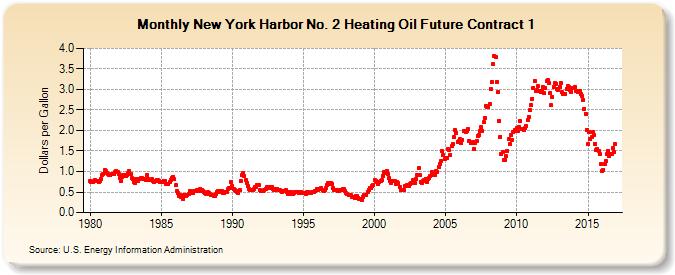 Monthly New York Harbor No. 2 Heating Oil Future Contract 1
Dollars per Gallon
4.0
3.5
3.0
2.5
2.0
1.5
1.0
0.5
0.0
1980 1985 1990 1995 2000 2005 2010 2015
Source: U.S. Energy Information Administration